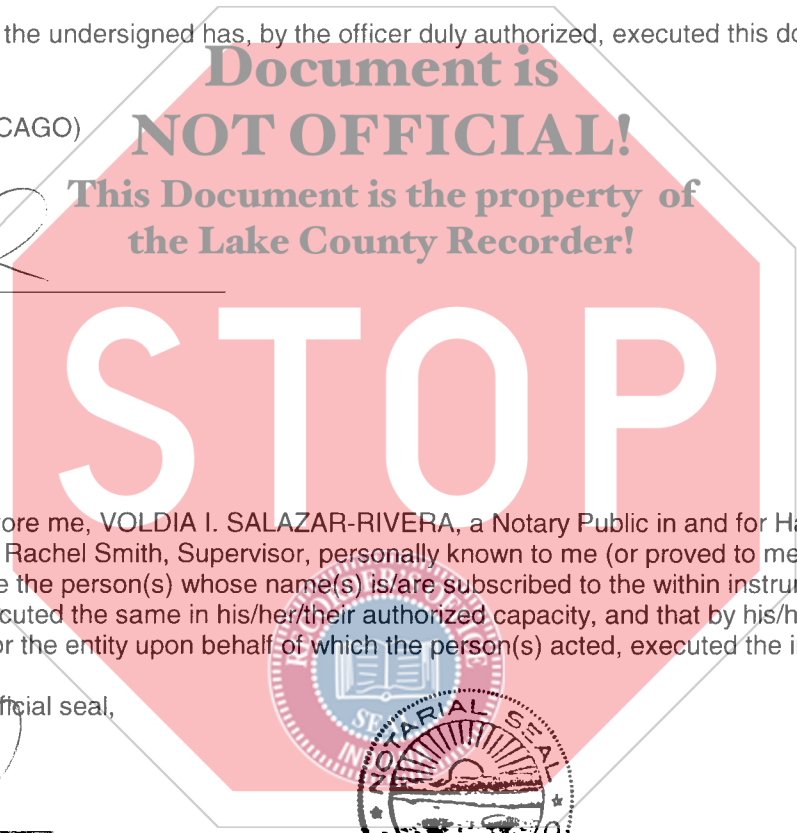 the undersigned has, by the officer duly authorized, executed this do
Document is
CAGO)
NOT OFFICIAL!
This Document is the property of
the Lake County Recorder!
STOP
ore me, VOLDIA I. SALAZAR-RIVERA, a Notary Public in and for Ha
Rachel Smith, Supervisor, personally known to me (or proved to me
e the person(s) whose name(s) is/are subscribed to the within instru
cuted the same in his/her/their authorized capacity, and that by his/h
or the entity upon behalf of which the person(s) acted, executed the i
ficial seal,
SEAL
NOTARIAL SEAL